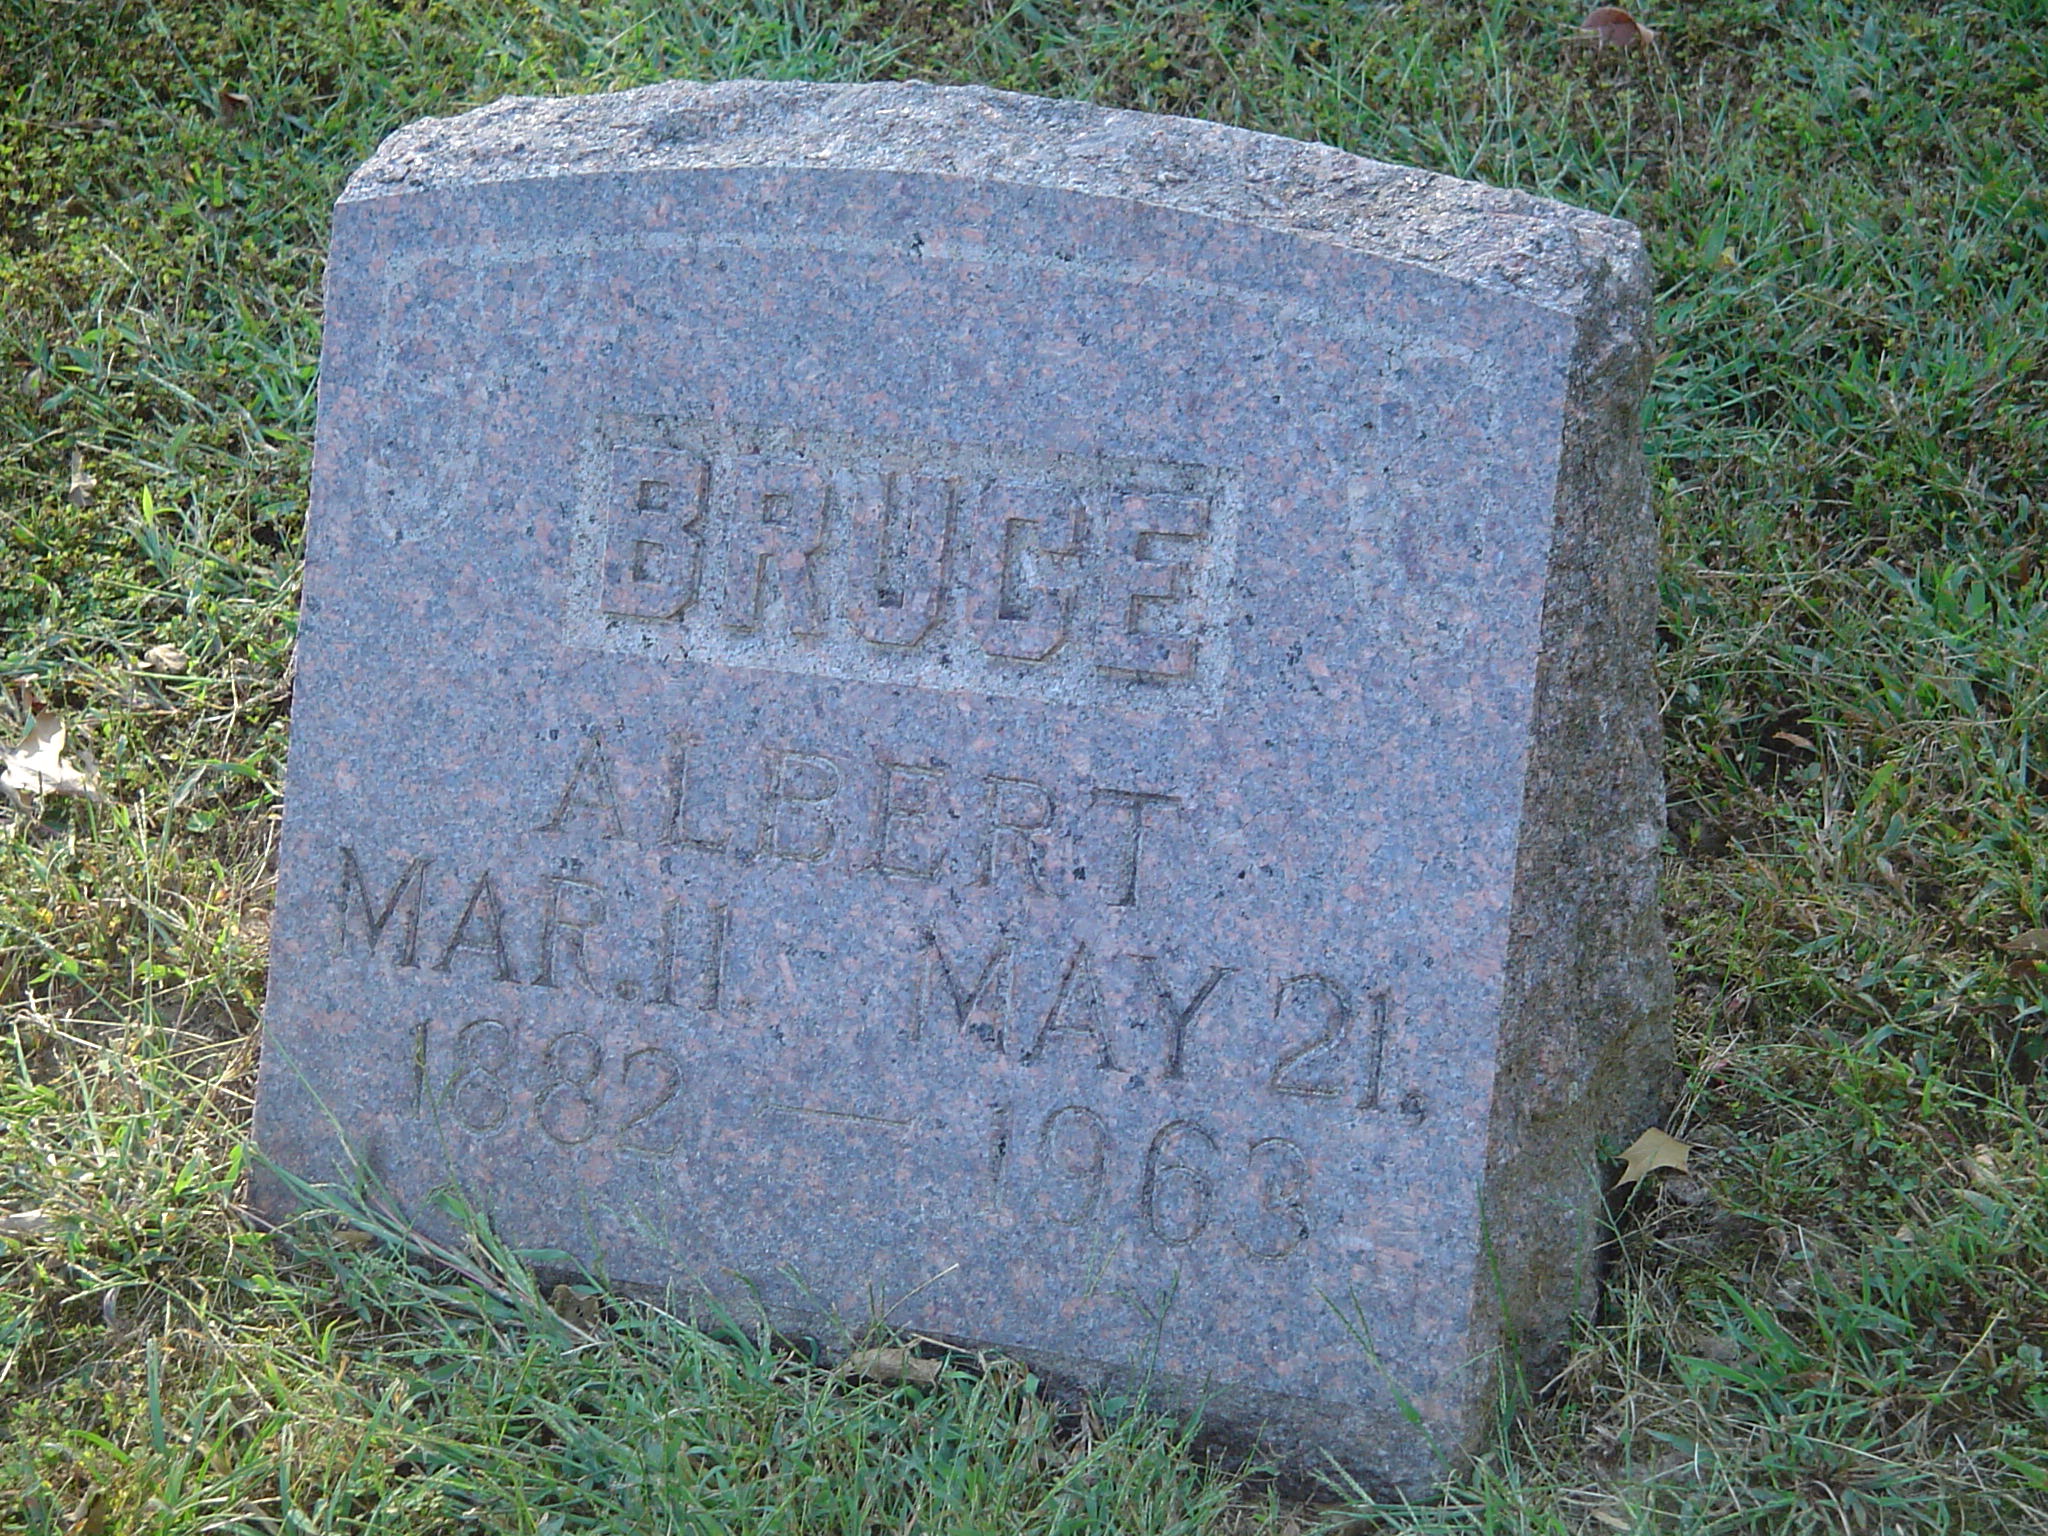 BRUCE
ALBERT
MAR. 11 MAY 21,
1882 — 1963